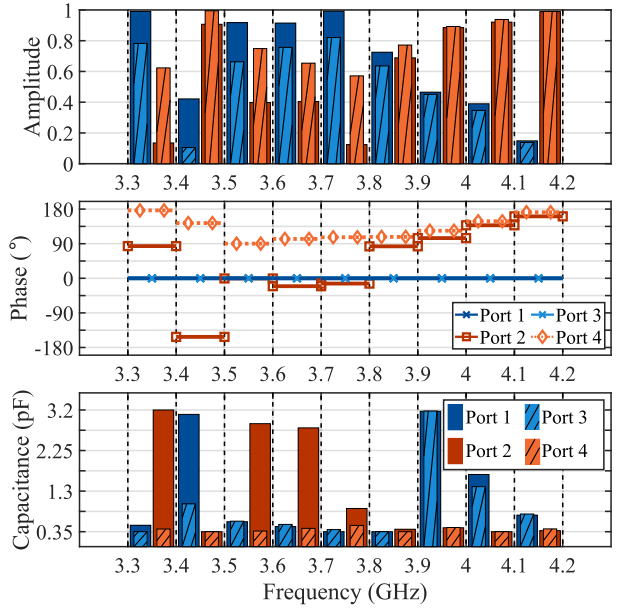 Amplitude
1
0.8
0.6
0.4
0.2
0
3.3 3.4 3.5 3.6 3.7 3.8 3.9 4 4.1 4.2
Phase (°)
180
90
0
-90
-180
Port 1 Port 3
Port 2 Port 4
3.3 3.4 3.5 3.6 3.7 3.8 3.9 4 4.1 4.2
Capacitance (pF)
3.2
2.25
1.3
0.35
Port 1 Port 3
Port 2 Port 4
3.3 3.4 3.5 3.6 3.7 3.8 3.9 4 4.1 4.2
Frequency (GHz)